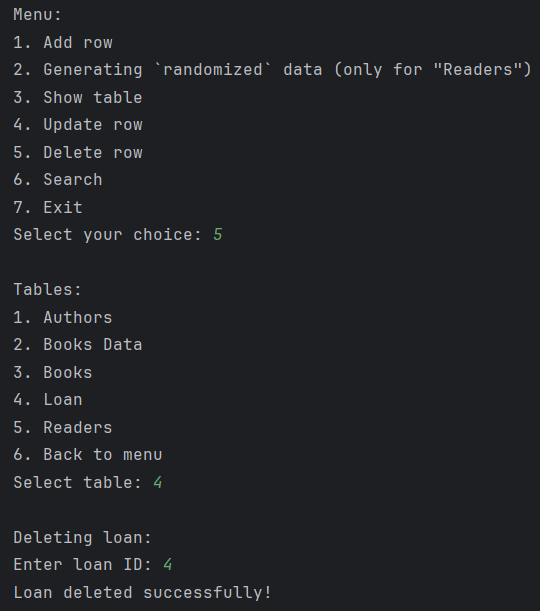 Menu:
1. Add row
2. Generating `randomized` data (only for "Readers")
3. Show table
4. Update row
5. Delete row
6. Search
7. Exit
Select your choice: 5
Tables:
1. Authors
2. Books Data
3. Books
4. Loan
5. Readers
6. Back to menu
Select table: 4
Deleting loan:
Enter loan ID: 4
Loan deleted successfully!